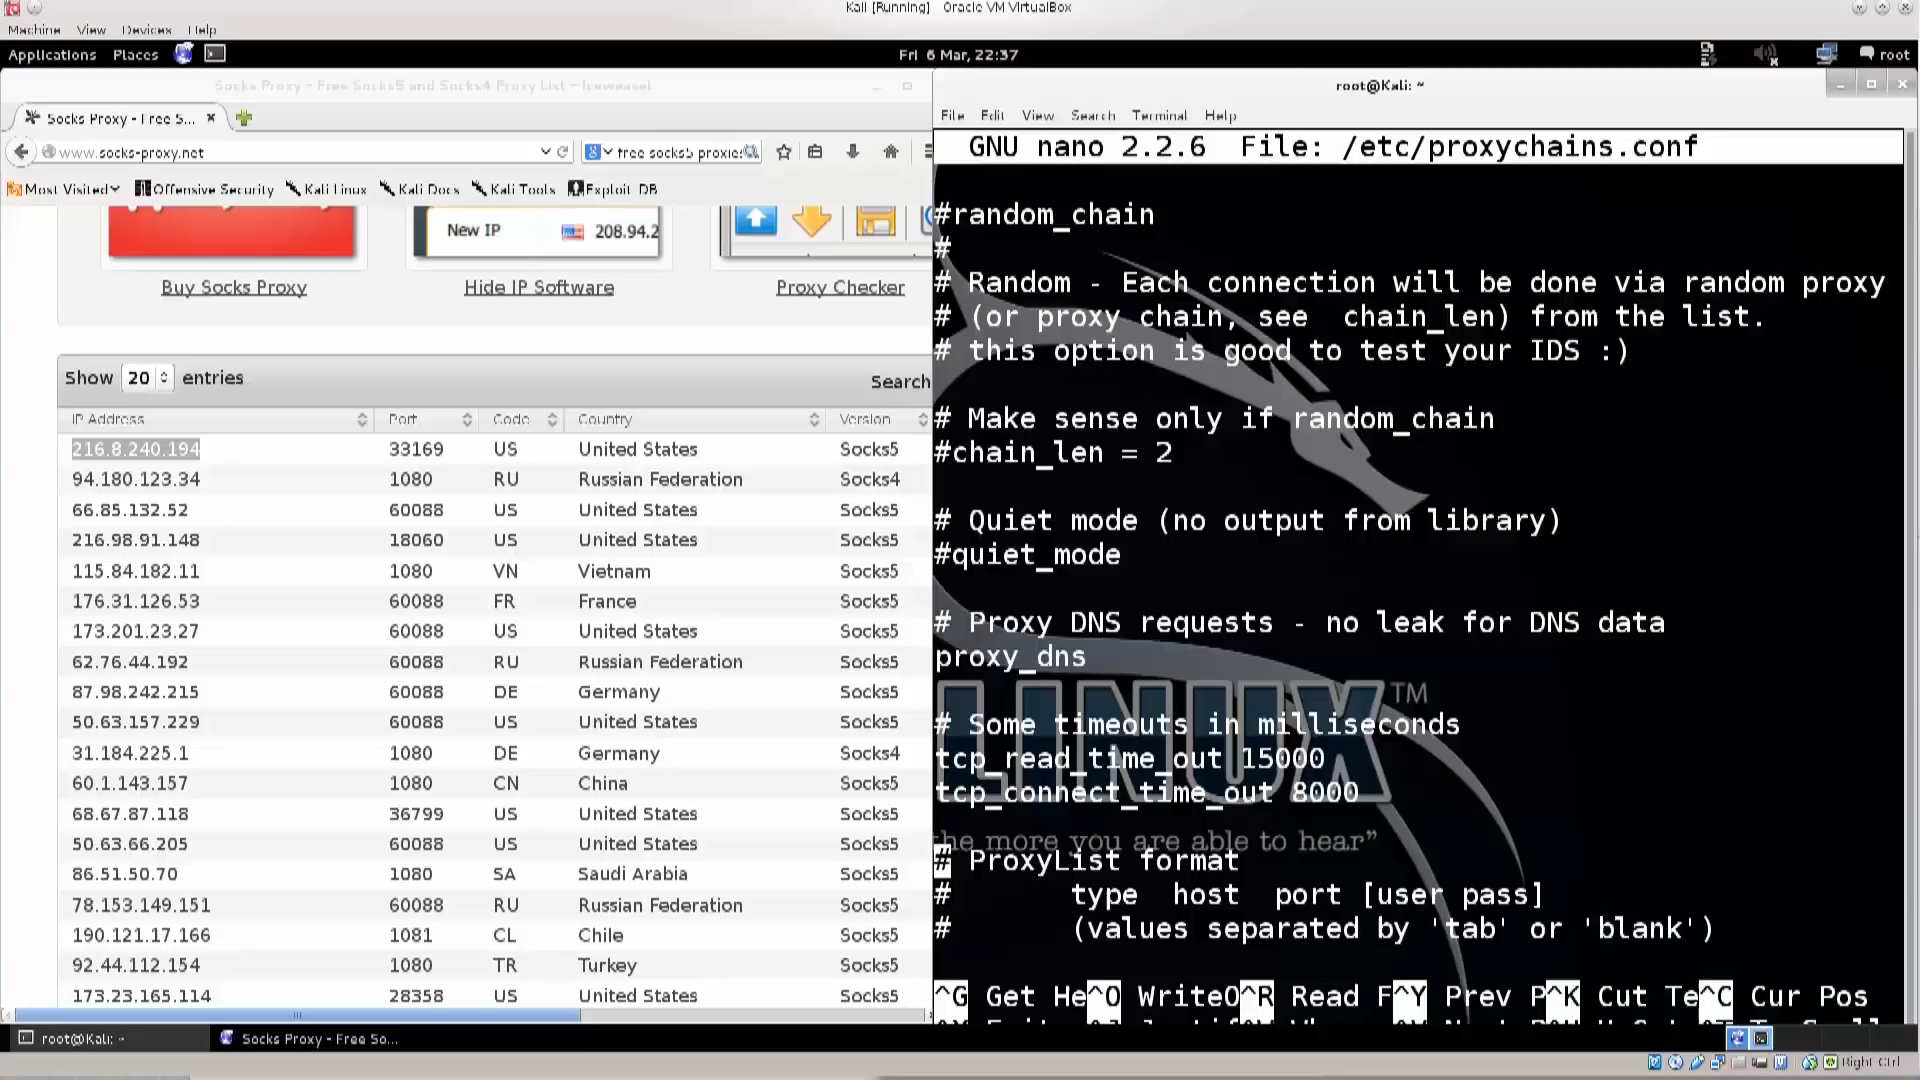 Kali [Running] - Oracle VM VirtualBox
Machine View Devices Help
Applications Places
Fri 6 Mar, 22:37
root
Socks Proxy - Free Socks5 and Socks4 Proxy List - Iceweasel
Socks Proxy - Free S...
www.socks-proxy.net
free socks5 proxie
Most Visited Offensive Security Kali Linux Kali Docs Kali Tools Exploit-DB
New IP 208.94.2
Buy Socks Proxy Hide IP Software Proxy Checker
Show 20 entries
Search
IP Address Port Code Country Version
216.8.240.194 33169 US United States Socks5
94.180.123.34 1080 RU Russian Federation Socks4
66.85.132.52 60088 US United States Socks5
216.98.91.148 18060 US United States Socks5
115.84.182.11 1080 VN Vietnam Socks5
176.31.126.53 60088 FR France Socks5
173.201.23.27 60088 US United States Socks5
62.76.44.192 60088 RU Russian Federation Socks5
87.98.242.215 60088 DE Germany Socks5
50.63.157.229 60088 US United States Socks5
31.184.225.1 1080 DE Germany Socks4
60.1.143.157 1080 CN China Socks5
68.67.87.118 36799 US United States Socks5
50.63.66.205 60088 US United States Socks5
86.51.50.70 1080 SA Saudi Arabia Socks5
78.153.149.151 60088 RU Russian Federation Socks5
190.121.17.166 1081 CL Chile Socks5
92.44.112.154 1080 TR Turkey Socks5
173.23.165.114 28358 US United States Socks5
root@Kali: ~
File Edit View Search Terminal Help
GNU nano 2.2.6 File: /etc/proxychains.conf
#random_chain
#
# Random - Each connection will be done via random proxy
# (or proxy chain, see  chain_len) from the list.
# this option is good to test your IDS :)
# Make sense only if random_chain
#chain_len = 2
# Quiet mode (no output from library)
#quiet_mode
# Proxy DNS requests - no leak for DNS data
proxy_dns
# Some timeouts in milliseconds
tcp_read_time_out 15000
tcp_connect_time_out 8000
# ProxyList format
#       type  host  port [user pass]
#       (values separated by 'tab' or 'blank')
LINUX™
the more you are able to hear”
^G Get He^O WriteO^R Read F^Y Prev P^K Cut Te^C Cur Pos
root@Kali: ~
Socks Proxy - Free So...
Right Ctrl